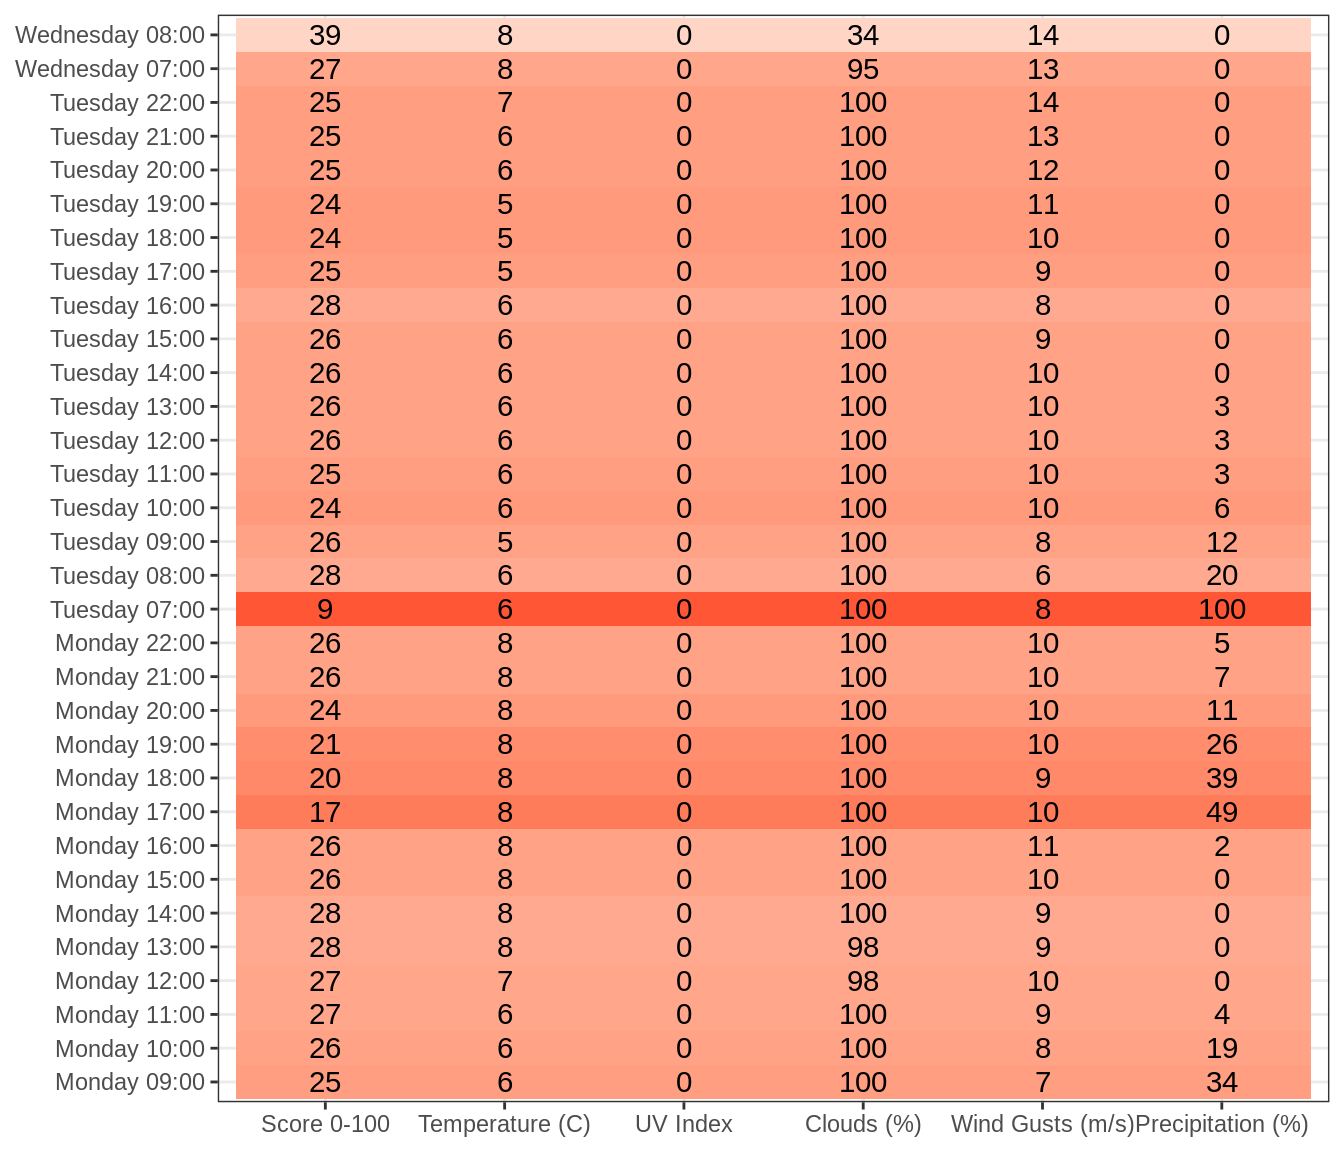 Wednesday 08:00 39 8 0 34 14 0
Wednesday 07:00 27 8 0 95 13 0
Tuesday 22:00 25 7 0 100 14 0
Tuesday 21:00 25 6 0 100 13 0
Tuesday 20:00 25 6 0 100 12 0
Tuesday 19:00 24 5 0 100 11 0
Tuesday 18:00 24 5 0 100 10 0
Tuesday 17:00 25 5 0 100 9 0
Tuesday 16:00 28 6 0 100 8 0
Tuesday 15:00 26 6 0 100 9 0
Tuesday 14:00 26 6 0 100 10 0
Tuesday 13:00 26 6 0 100 10 3
Tuesday 12:00 26 6 0 100 10 3
Tuesday 11:00 25 6 0 100 10 3
Tuesday 10:00 24 6 0 100 10 6
Tuesday 09:00 26 5 0 100 8 12
Tuesday 08:00 28 6 0 100 6 20
Tuesday 07:00 9 6 0 100 8 100
Monday 22:00 26 8 0 100 10 5
Monday 21:00 26 8 0 100 10 7
Monday 20:00 24 8 0 100 10 11
Monday 19:00 21 8 0 100 10 26
Monday 18:00 20 8 0 100 9 39
Monday 17:00 17 8 0 100 10 49
Monday 16:00 26 8 0 100 11 2
Monday 15:00 26 8 0 100 10 0
Monday 14:00 28 8 0 100 9 0
Monday 13:00 28 8 0 98 9 0
Monday 12:00 27 7 0 98 10 0
Monday 11:00 27 6 0 100 9 4
Monday 10:00 26 6 0 100 8 19
Monday 09:00 25 6 0 100 7 34
Score 0-100 Temperature (C) UV Index Clouds (%) Wind Gusts (m/s) Precipitation (%)